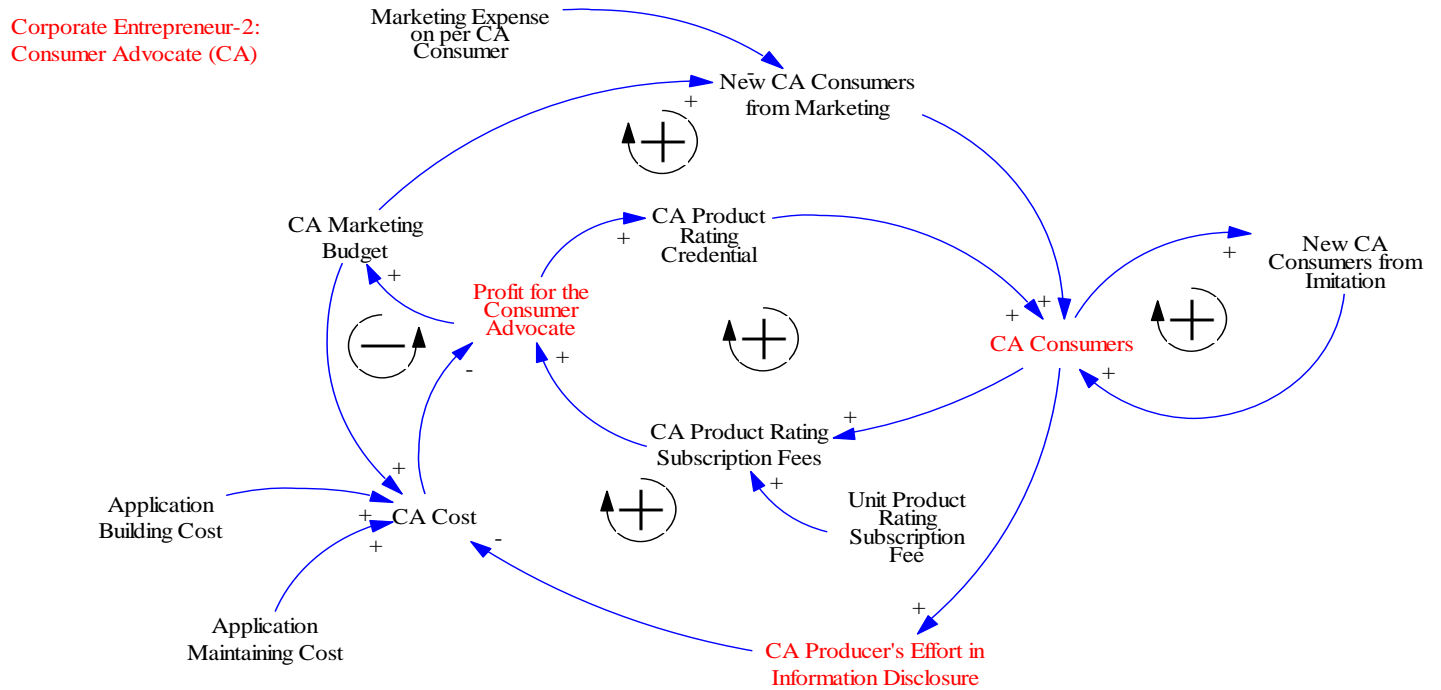 Corporate Entrepreneur-2:
Consumer Advocate (CA)
Marketing Expense
on per CA
Consumer
-
New CA Consumers
from Marketing
+
+
CA Marketing
Budget
+
CA Product
Rating
Credential
+
New CA
Consumers from
Imitation
+
+
Profit for the
Consumer
Advocate
+
+
+
CA Consumers
+
—
+
+
-
+
+
CA Product Rating
Subscription Fees
+
+
Unit Product
Rating
Subscription
Fee
+
Application
Building Cost
+
CA Cost
+
-
+
Application
Maintaining Cost
CA Producer's Effort in
Information Disclosure